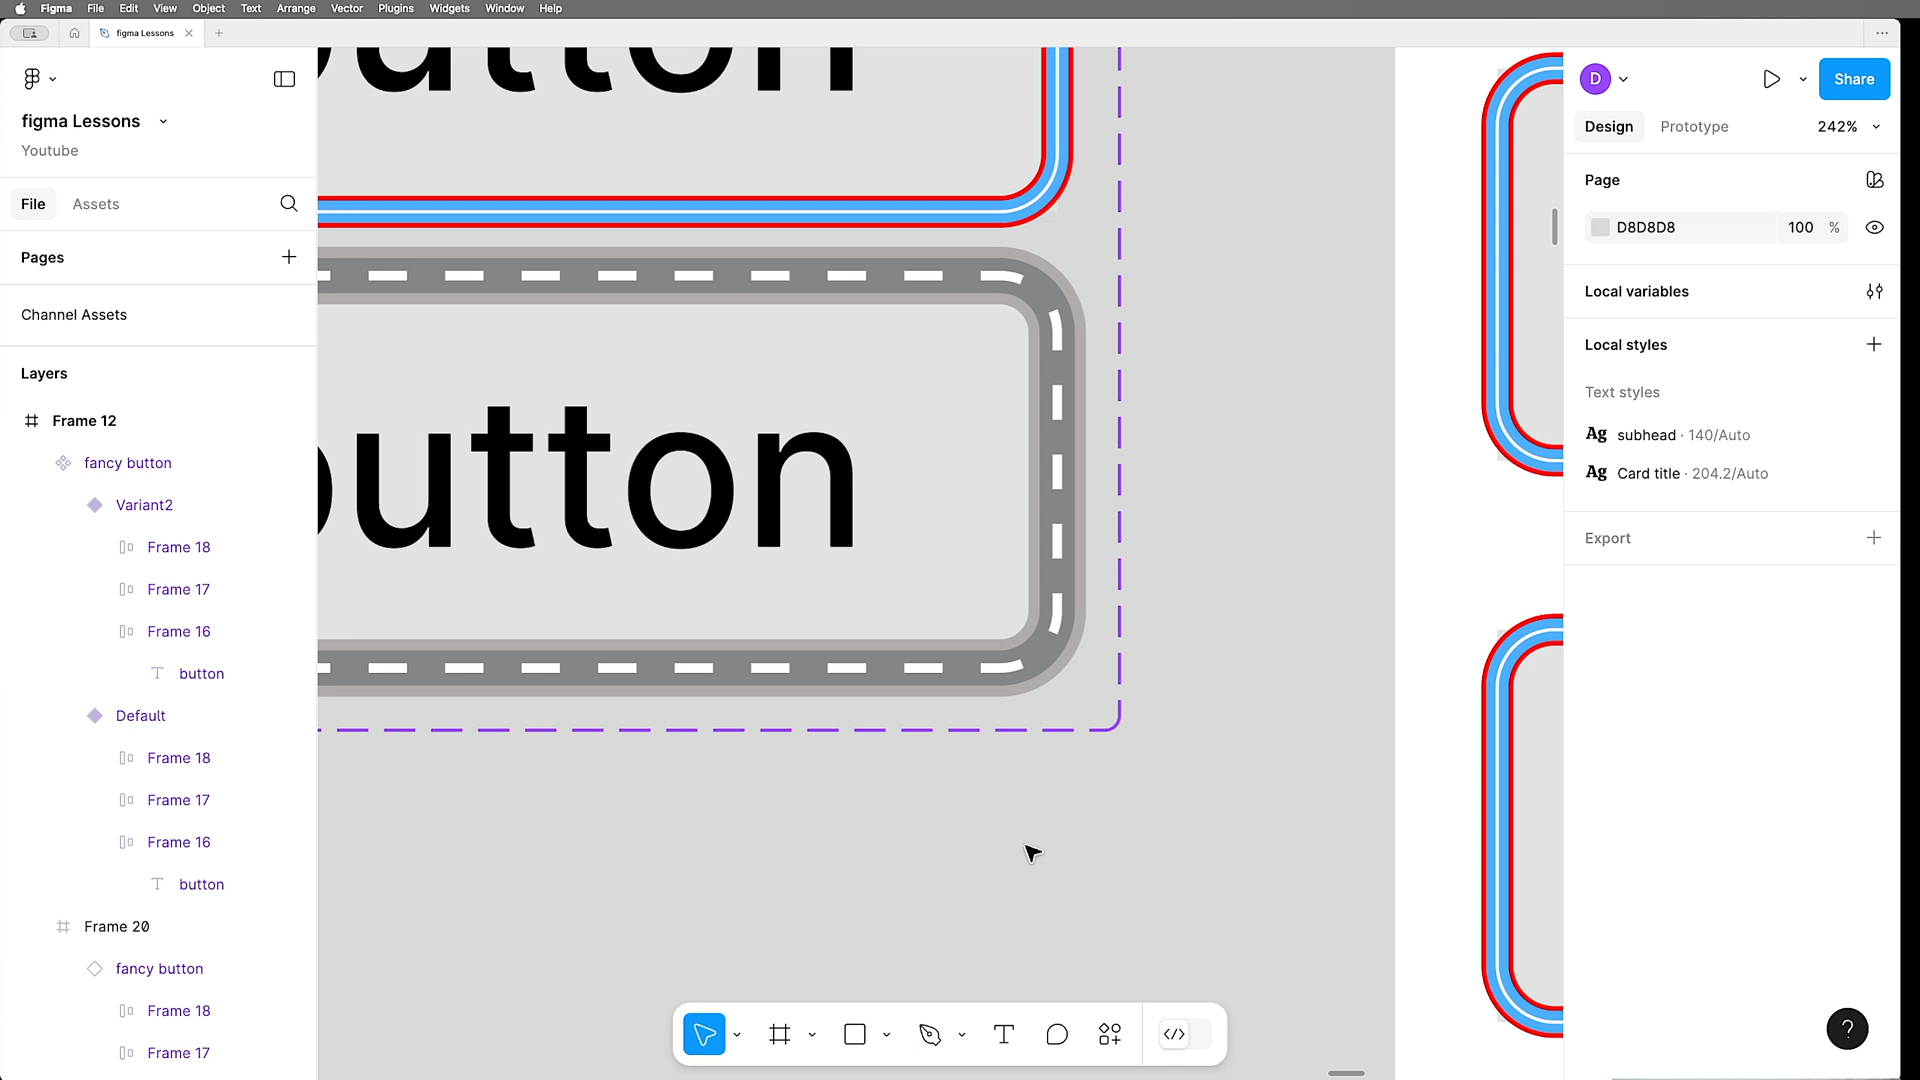 Figma File Edit View Object Text Arrange Vector Plugins Widgets Window Help
figma Lessons
figma Lessons
Youtube
File Assets
Pages
Channel Assets
Layers
Frame 12
fancy button
Variant2
Frame 18
Frame 17
Frame 16
button
Default
Frame 18
Frame 17
Frame 16
button
Frame 20
fancy button
Frame 18
Frame 17
button
button
D
Share
Design Prototype 242%
Page
D8D8D8 100 %
Local variables
Local styles
Text styles
Ag subhead · 140/Auto
Ag Card title · 204.2/Auto
Export
?